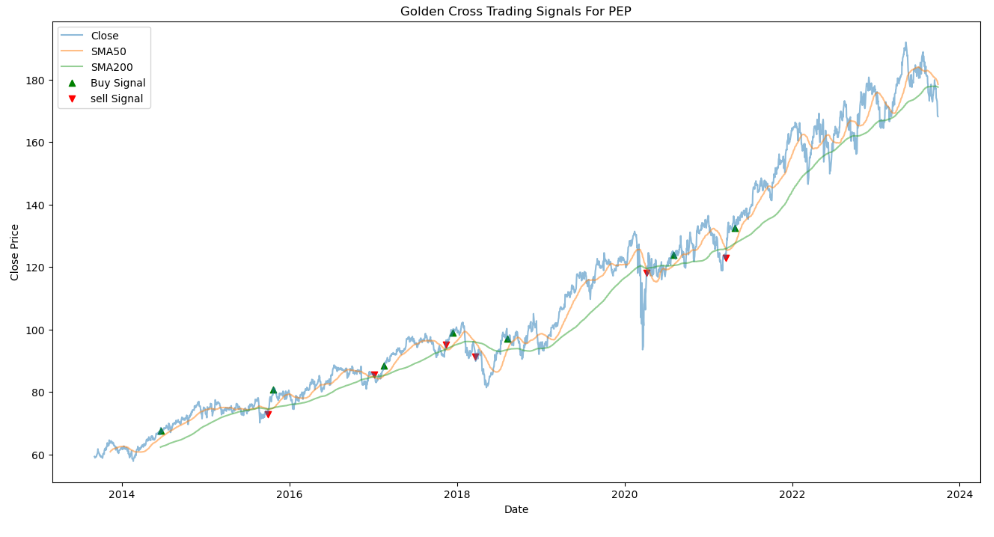 Golden Cross Trading Signals For PEP
Close
SMA50
SMA200
Buy Signal
sell Signal
180
160
140
120
100
80
60
Close Price
2014 2016 2018 2020 2022 2024
Date